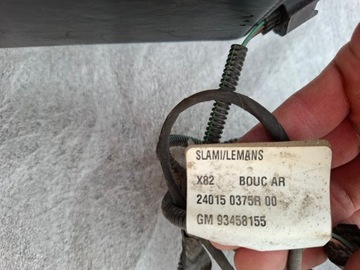 SLAMI/LEMANS
X82 BOUC AR
24015 0375R 00
GM 93458155